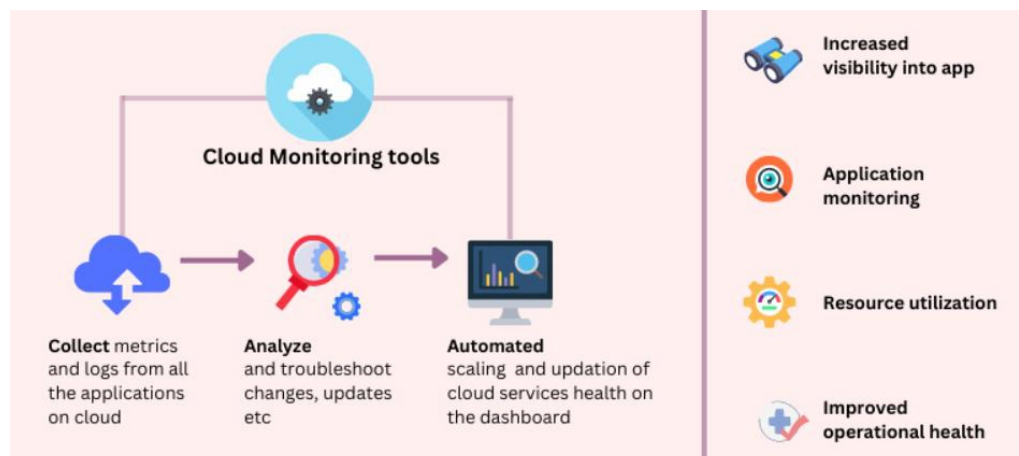 Cloud Monitoring tools
Collect metrics
and logs from all
the applications
on cloud
Analyze
and troubleshoot
changes, updates
etc
Automated
scaling and updation of
cloud services health on
the dashboard
Increased
visibility into app
Application
monitoring
Resource utilization
Improved
operational health